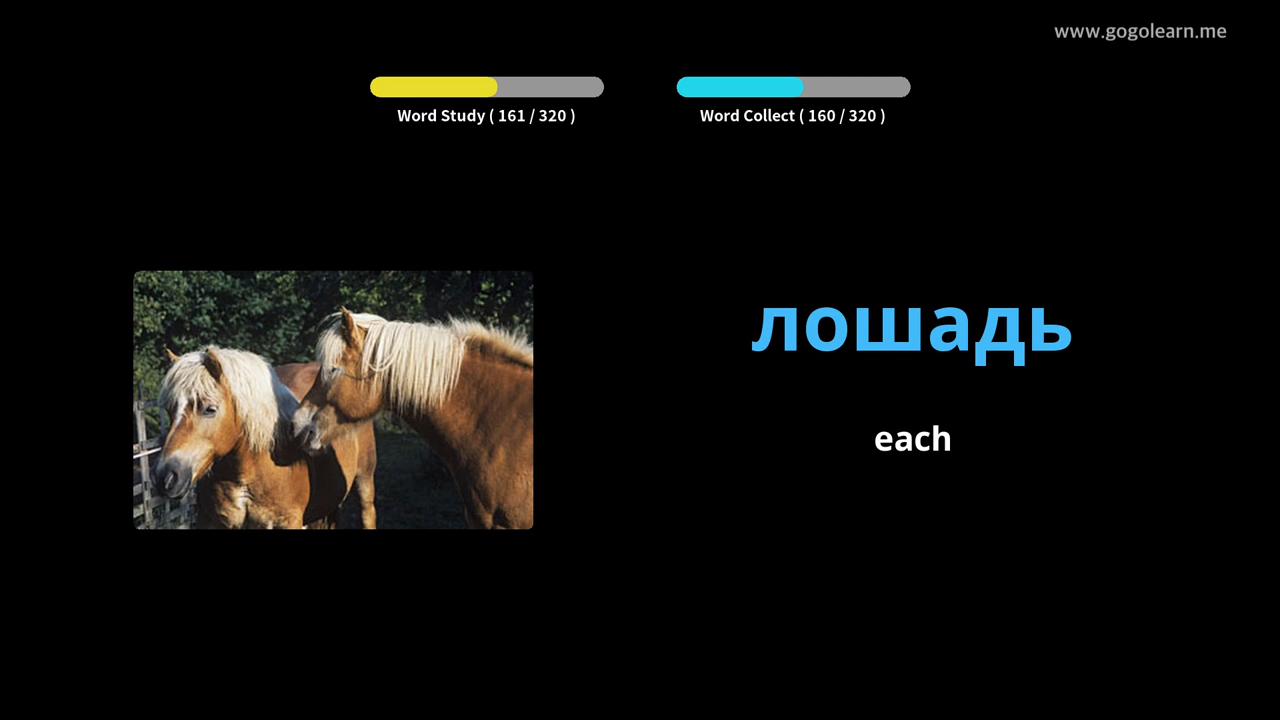 www.gogolearn.me
Word Study ( 161 / 320 )
Word Collect ( 160 / 320 )
лошадь
each